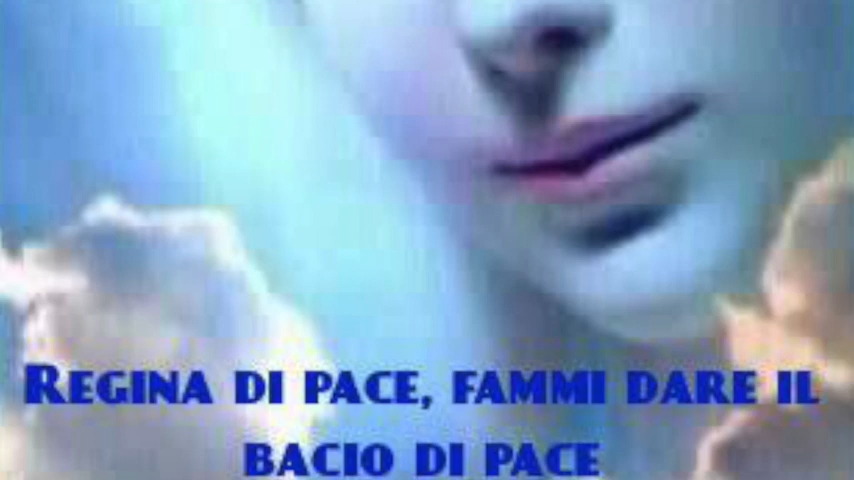 REGINA DI PACE, FAMMI DARE IL
BACIO DI PACE